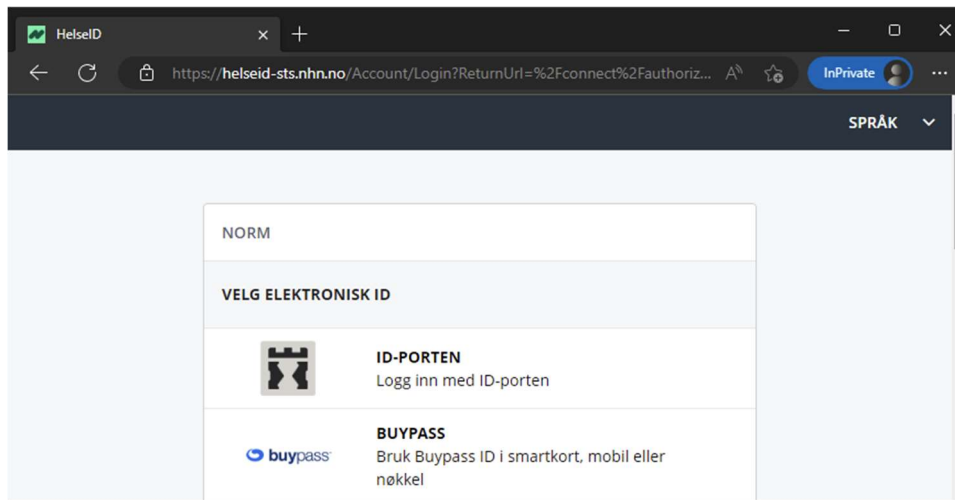 HelseID
https://helseid-sts.nhn.no/Account/Login?ReturnUrl=%2Fconnect%2Fauthoriz... InPrivate
SPRÅK
NORM
VELG ELEKTRONISK ID
ID-PORTEN
Logg inn med ID-porten
buypass
BUYPASS
Bruk Buypass ID i smartkort, mobil eller
nøkkel